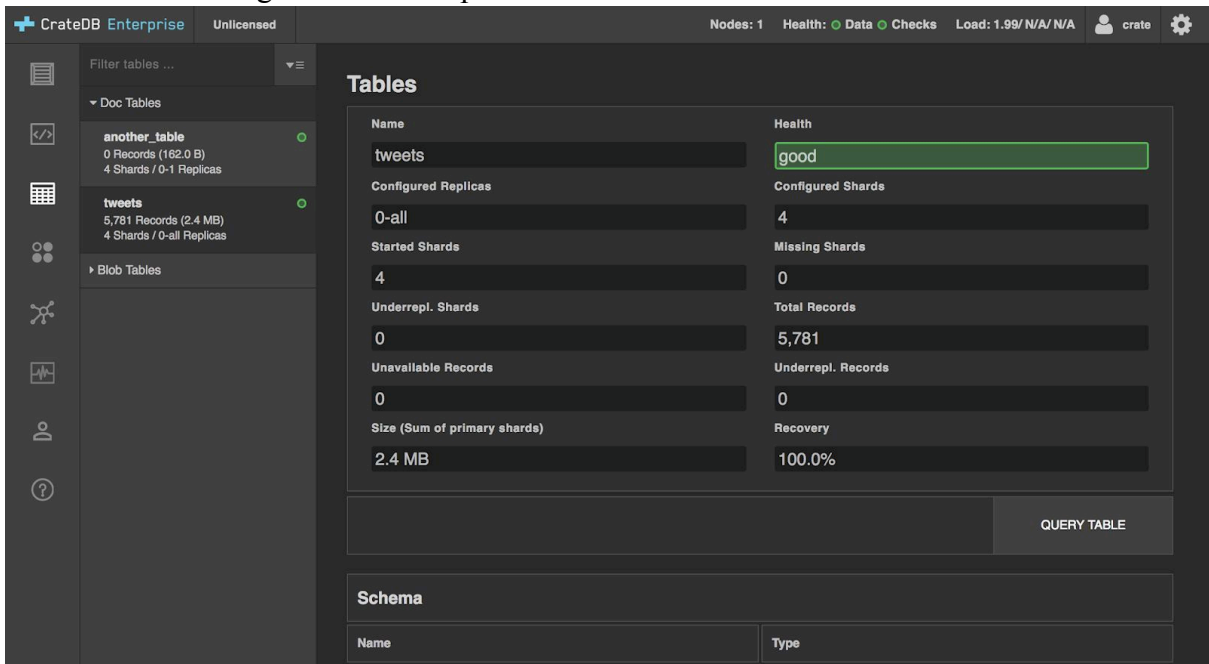 CrateDB Enterprise Unlicensed Nodes: 1 Health: Data Checks Load: 1.99/ N/A/ N/A crate
Filter tables ...
Doc Tables
another_table
0 Records (162.0 B)
4 Shards / 0-1 Replicas
tweets
5,781 Records (2.4 MB)
4 Shards / 0-all Replicas
Blob Tables
Tables
Name Health
tweets good
Configured Replicas Configured Shards
0-all 4
Started Shards Missing Shards
4 0
Underrepl. Shards Total Records
0 5,781
Unavailable Records Underrepl. Records
0 0
Size (Sum of primary shards) Recovery
2.4 MB 100.0%
QUERY TABLE
Schema
Name Type